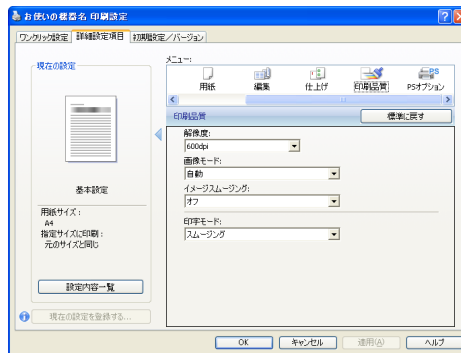 お使いの機器名 印刷設定
ワンクリック設定 詳細設定項目 初期設定／バージョン
現在の設定
メニュー:
用紙 編集 仕上げ 印刷品質 PSオプション
印刷品質 標準に戻す
解像度:
600dpi
画像モード:
自動
イメージスムージング:
オフ
印字モード:
スムージング
基本設定
用紙サイズ:
A4
指定サイズに印刷:
元のサイズと同じ
設定内容一覧
現在の設定を登録する...
OK キャンセル 適用(A) ヘルプ